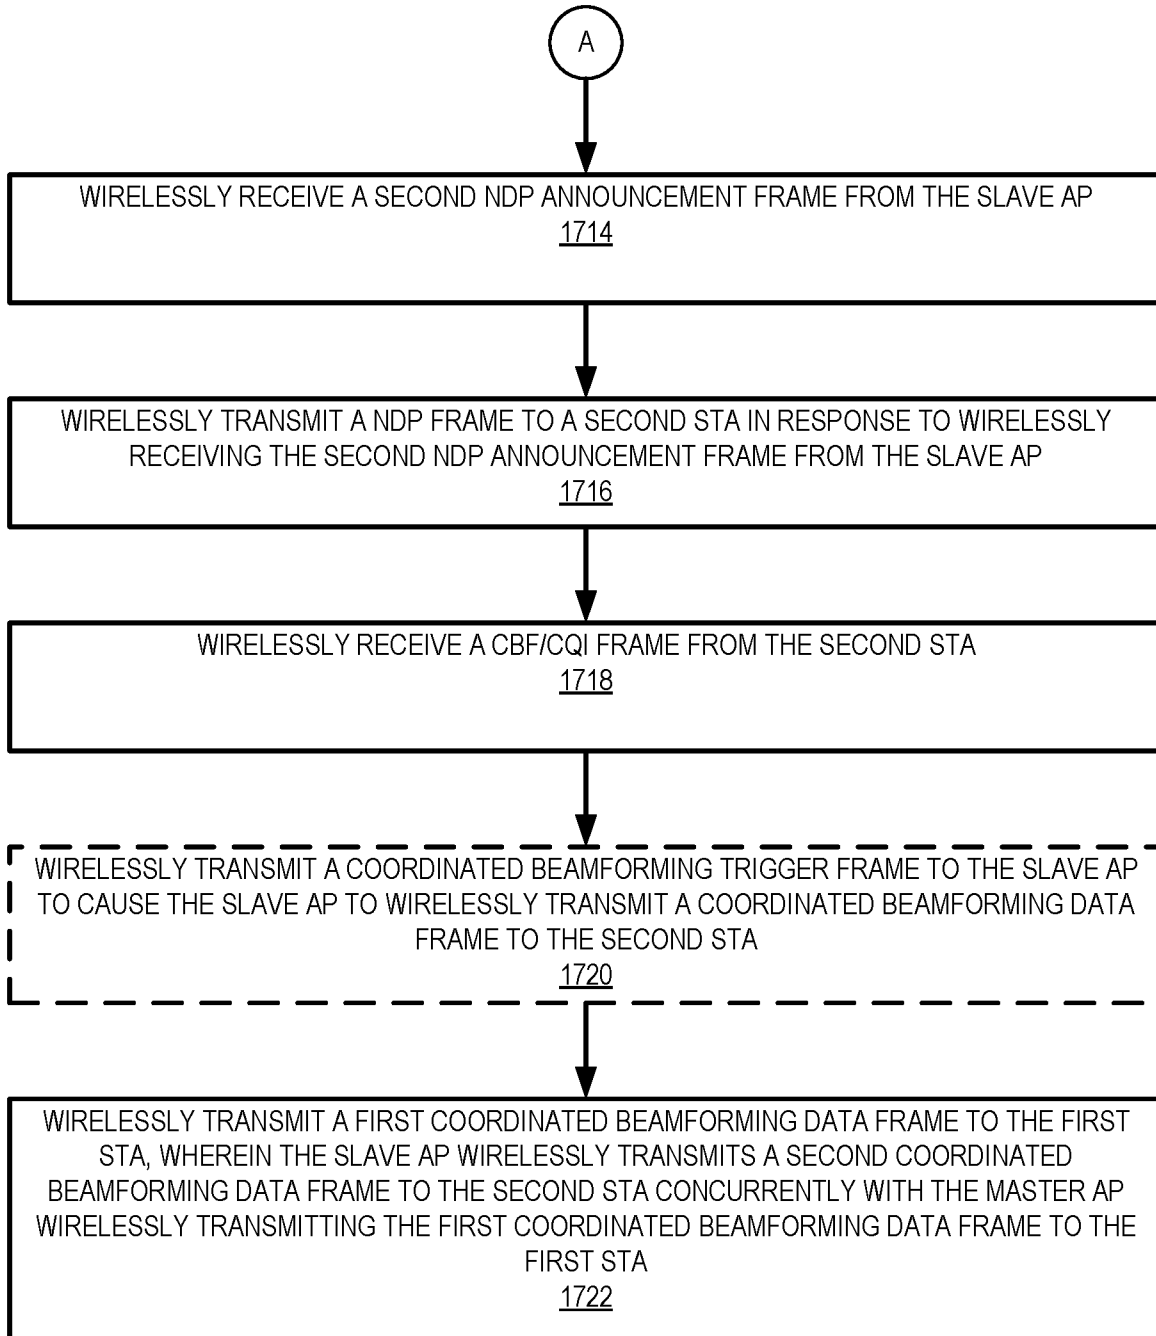 A
WIRELESSLY RECEIVE A SECOND NDP ANNOUNCEMENT FRAME FROM THE SLAVE AP
1714
WIRELESSLY TRANSMIT A NDP FRAME TO A SECOND STA IN RESPONSE TO WIRELESSLY
RECEIVING THE SECOND NDP ANNOUNCEMENT FRAME FROM THE SLAVE AP
1716
WIRELESSLY RECEIVE A CBF/CQI FRAME FROM THE SECOND STA
1718
WIRELESSLY TRANSMIT A COORDINATED BEAMFORMING TRIGGER FRAME TO THE SLAVE AP
TO CAUSE THE SLAVE AP TO WIRELESSLY TRANSMIT A COORDINATED BEAMFORMING DATA
FRAME TO THE SECOND STA
1720
WIRELESSLY TRANSMIT A FIRST COORDINATED BEAMFORMING DATA FRAME TO THE FIRST
STA, WHEREIN THE SLAVE AP WIRELESSLY TRANSMITS A SECOND COORDINATED
BEAMFORMING DATA FRAME TO THE SECOND STA CONCURRENTLY WITH THE MASTER AP
WIRELESSLY TRANSMITTING THE FIRST COORDINATED BEAMFORMING DATA FRAME TO THE
FIRST STA
1722